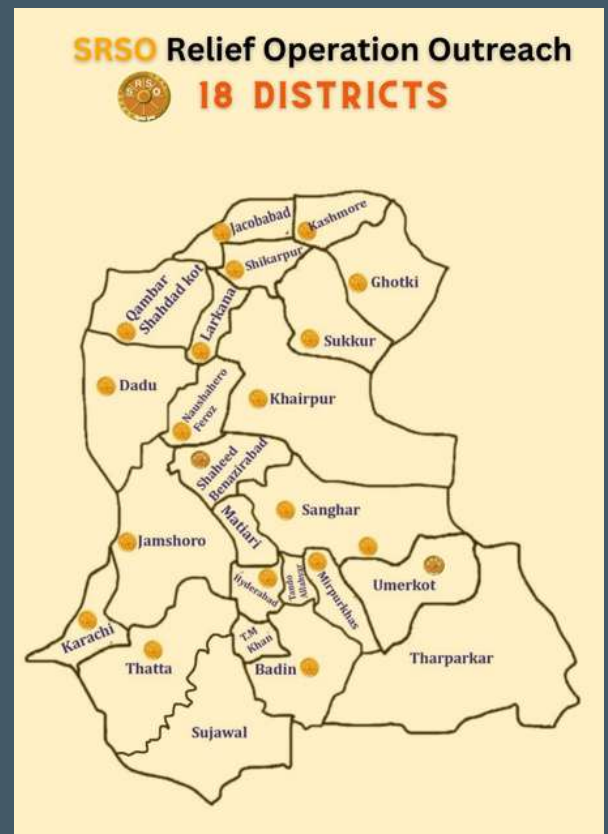 SRSO Relief Operation Outreach
SRSO
18 DISTRICTS
Jacobabad
Kashmore
Shikarpur
Ghotki
Qambar
Shahdad kot
Larkana
Sukkur
Dadu
Naushahero
Feroz
Khairpur
Shaheed
Benazirabad
Matiari
Sanghar
Jamshoro
Hyderabad
Tando
Allahyar
Mirpurkhas
Umerkot
Karachi
T.M
Khan
Thatta
Badin
Tharparkar
Sujawal